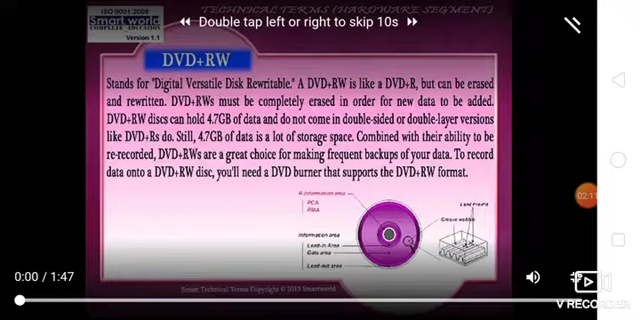 ISO 9001:2008
TECHNICAL TERMS (HARDWARE SEGMENT)
Smart world
COMPLETE EDUCATION
Version 1.1
Double tap left or right to skip 10s
DVD+RW
Stands for "Digital Versatile Disk Rewritable." A DVD+RW is like a DVD+R, but can be erased
and rewritten. DVD+RWs must be completely erased in order for new data to be added.
DVD+RW discs can hold 4.7GB of data and do not come in double-sided or double-layer versions
like DVD+Rs do. Still, 4.7GB of data is a lot of storage space. Combined with their ability to be
re-recorded, DVD+RWs are a great choice for making frequent backups of your data. To record
data onto a DVD+RW disc, you'll need a DVD burner that supports the DVD+RW format.
R-Information area
PCA
RMA
Information area
Lead-in Area
Data area
Lead-out area
Land Pre-pit
Groove wobble
02:11
0:00 / 1:47
V RECORDER
Smart Technical Terms Copyright © 2015 Smartworld